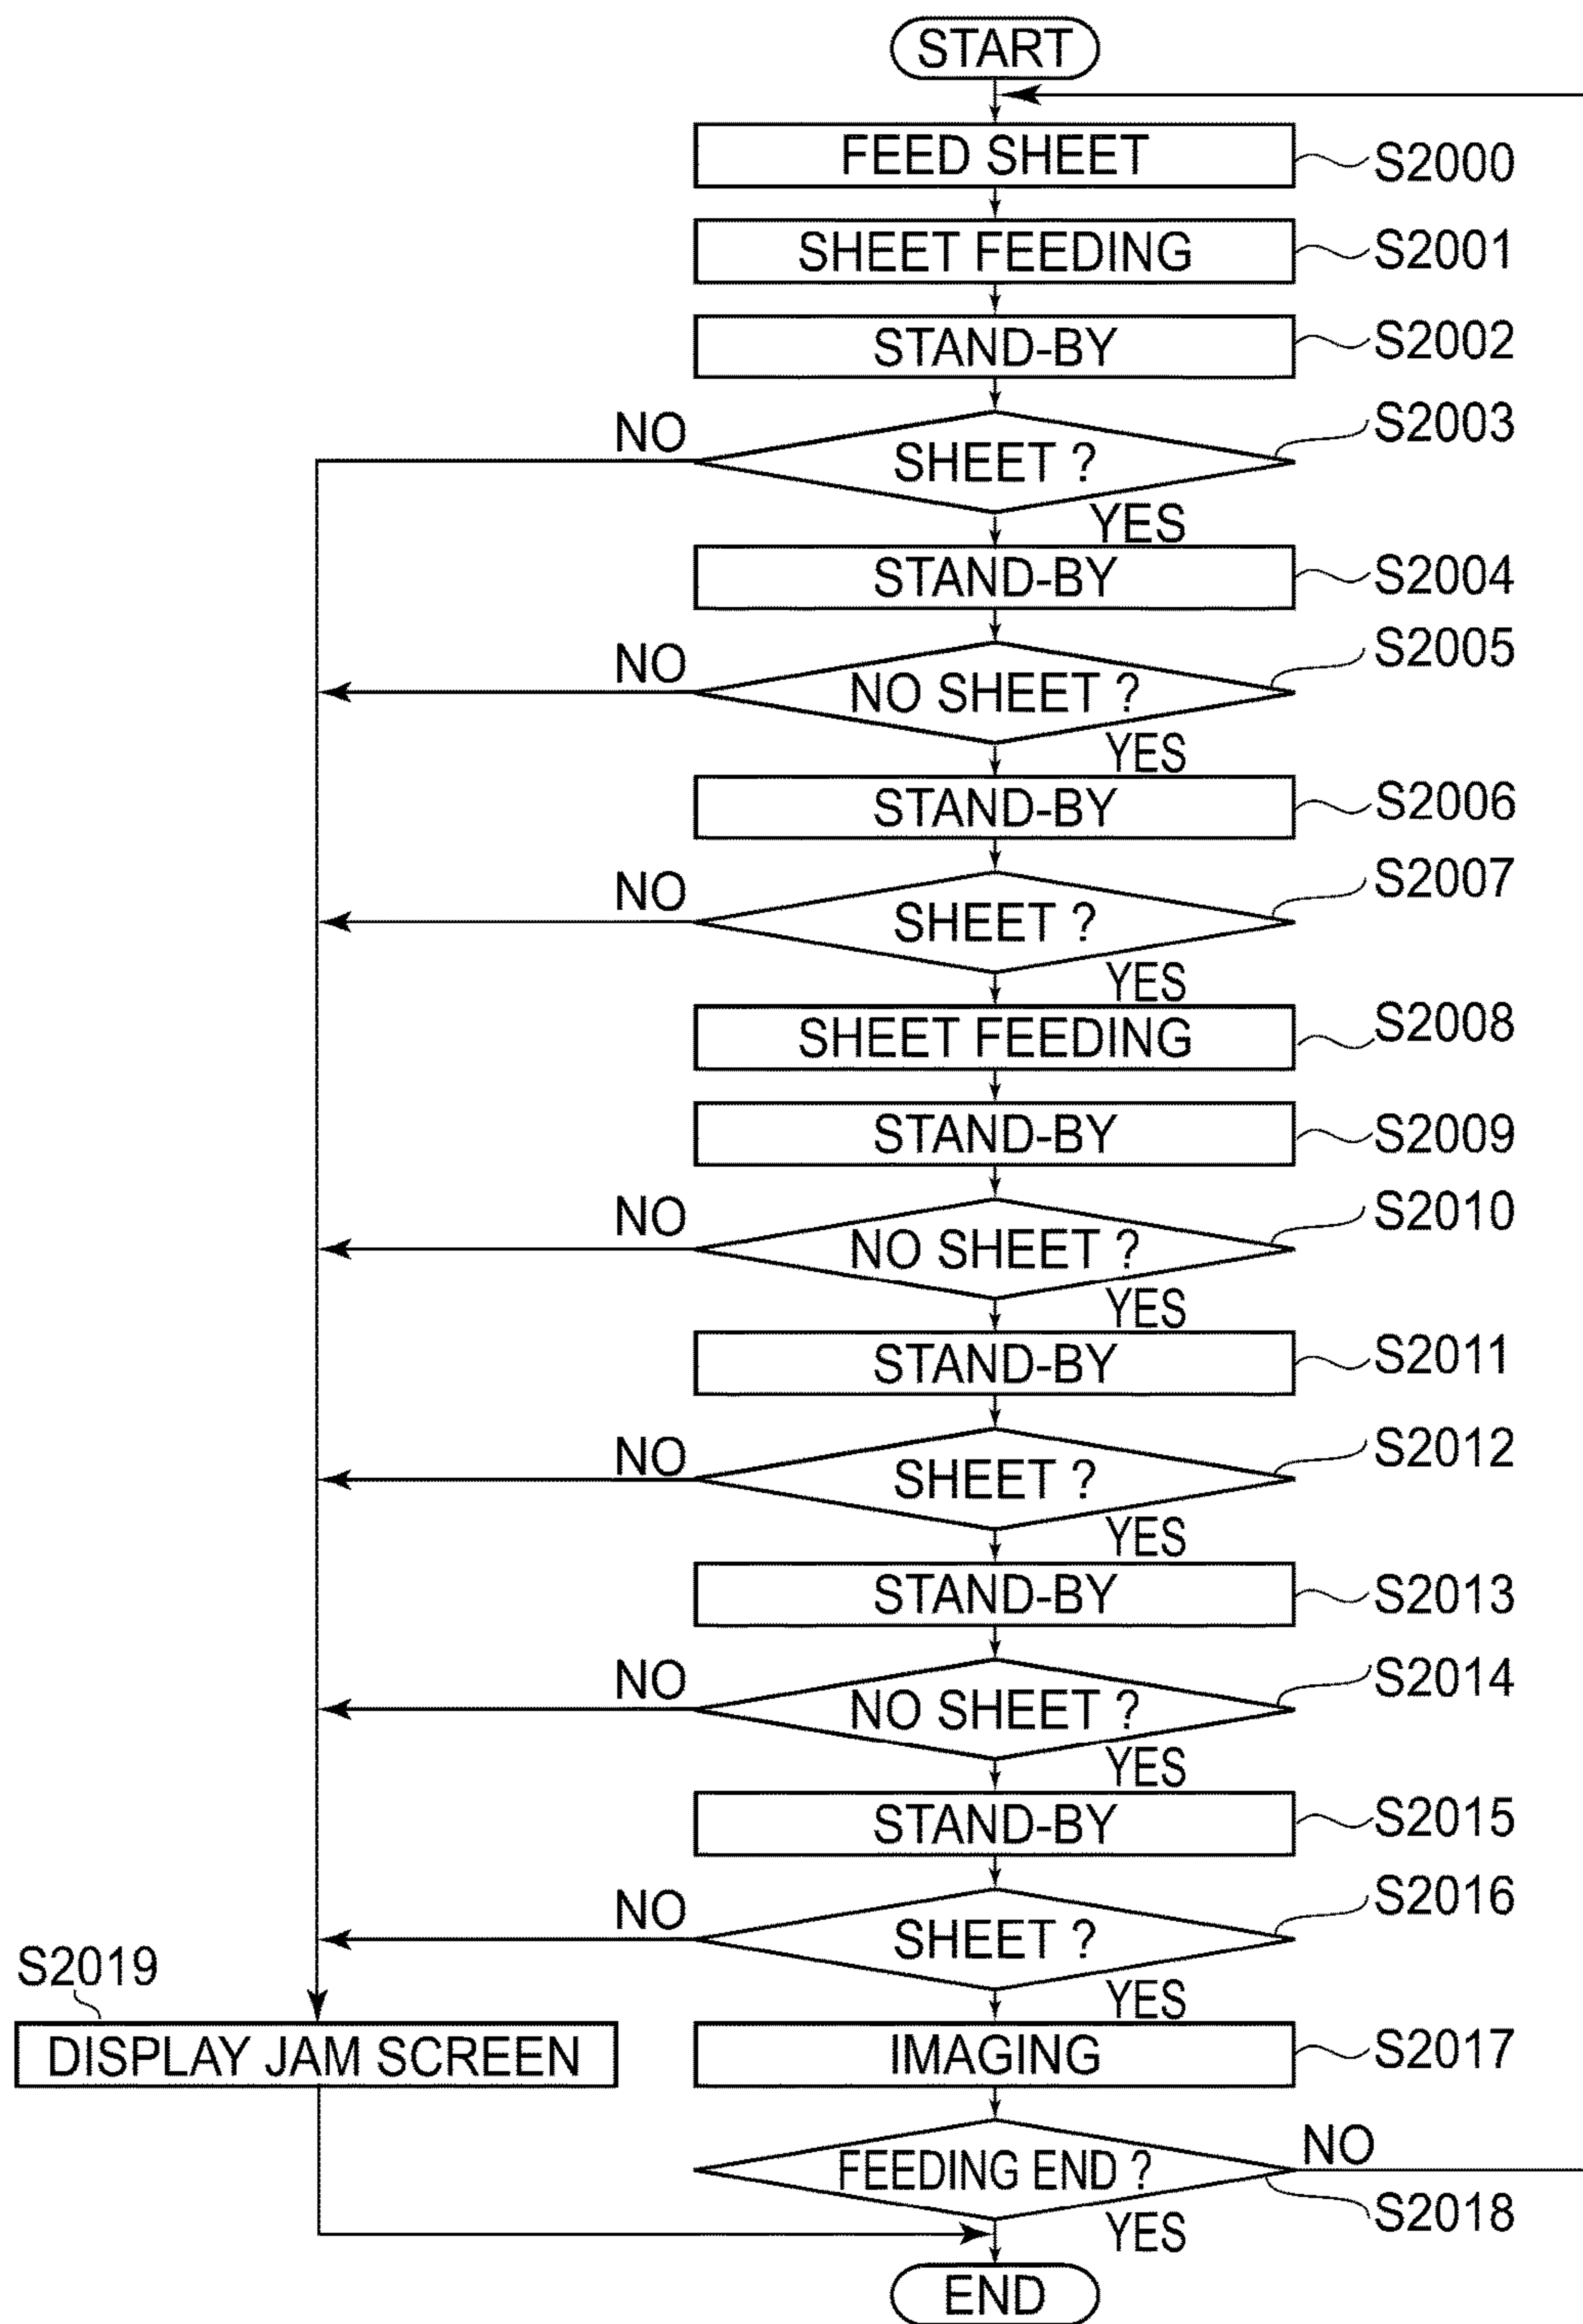 START
FEED SHEET
S2000
SHEET FEEDING
S2001
STAND-BY
S2002
NO
SHEET ?
S2003
YES
STAND-BY
S2004
NO
NO SHEET ?
S2005
YES
STAND-BY
S2006
NO
SHEET ?
S2007
YES
SHEET FEEDING
S2008
STAND-BY
S2009
NO
NO SHEET ?
S2010
YES
STAND-BY
S2011
NO
SHEET ?
S2012
YES
STAND-BY
S2013
NO
NO SHEET ?
S2014
YES
STAND-BY
S2015
NO
SHEET ?
S2016
YES
S2019
DISPLAY JAM SCREEN
IMAGING
S2017
FEEDING END ?
NO
S2018
YES
END